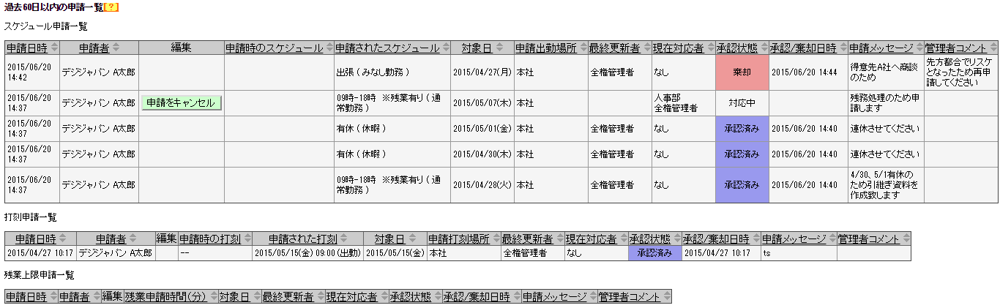 過去60日以内の申請一覧[?]
スケジュール申請一覧
申請日時 申請者 編集 申請時のスケジュール 申請されたスケジュール 対象日 申請出勤場所 最終更新者 現在対応者 承認状態 承認/棄却日時 申請メッセージ 管理者コメント
2015/06/20 14:42 デジジャパン A太郎 出張 ( みなし勤務 ) 2015/04/27(月) 本社 全権管理者 なし 棄却 2015/06/20 14:44 得意先A社へ商談のため 先方都合でリスケとなったため再申請してください
2015/06/20 14:37 デジジャパン A太郎 申請をキャンセル 09時-18時 ※残業有り ( 通常勤務 ) 2015/05/07(木) 本社 人事部 全権管理者 対応中 残務処理のため申請します
2015/06/20 14:37 デジジャパン A太郎 有休 ( 休暇 ) 2015/05/01(金) 本社 全権管理者 なし 承認済み 2015/06/20 14:40 連休させてください
2015/06/20 14:37 デジジャパン A太郎 有休 ( 休暇 ) 2015/04/30(木) 本社 全権管理者 なし 承認済み 2015/06/20 14:40 連休させてください
2015/06/20 14:37 デジジャパン A太郎 09時-18時 ※残業有り ( 通常勤務 ) 2015/04/28(火) 本社 全権管理者 なし 承認済み 2015/06/20 14:40 4/30、5/1有休のため引継ぎ資料を作成致します
打刻申請一覧
申請日時 申請者 編集 申請時の打刻 申請された打刻 対象日 申請打刻場所 最終更新者 現在対応者 承認状態 承認/棄却日時 申請メッセージ 管理者コメント
2015/04/27 10:17 デジジャパン A太郎 -- 2015/05/15(金) 09:00 (出勤) 2015/05/15(金) 本社 全権管理者 なし 承認済み 2015/04/27 10:17 ts
残業上限申請一覧
申請日時 申請者 編集 残業申請時間(分) 対象日 最終更新者 現在対応者 承認状態 承認/棄却日時 申請メッセージ 管理者コメント